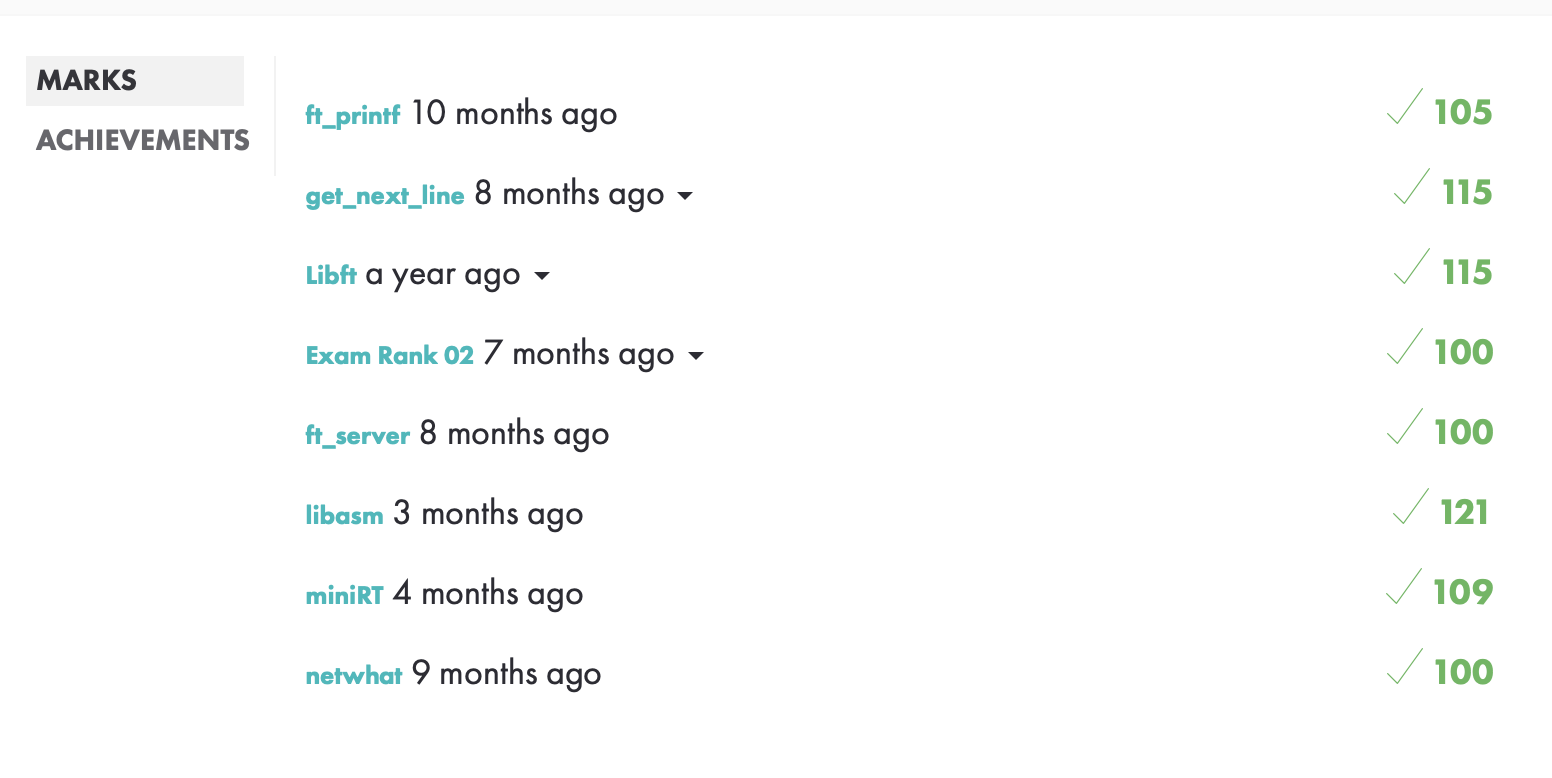 MARKS
ACHIEVEMENTS
ft_printf 10 months ago 105
get_next_line 8 months ago 115
Libft a year ago 115
Exam Rank 02 7 months ago 100
ft_server 8 months ago 100
libasm 3 months ago 121
miniRT 4 months ago 109
netwhat 9 months ago 100